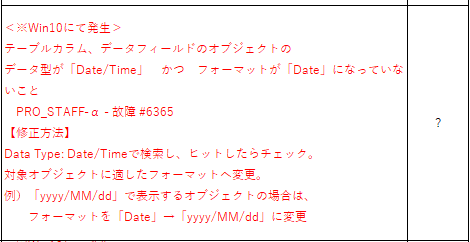 ＜※Win10にて発生＞
テーブルカラム、データフィールドのオブジェクトの
データ型が「Date/Time」　かつ　フォーマットが「Date」になっていな
いこと
　PRO_STAFF-α - 故障 #6365
【修正方法】
Data Type: Date/Timeで検索し、ヒットしたらチェック。
対象オブジェクトに適したフォーマットへ変更。
例）「yyyy/MM/dd」で表示するオブジェクトの場合は、
　　フォーマットを「Date」→「yyyy/MM/dd」に変更
?